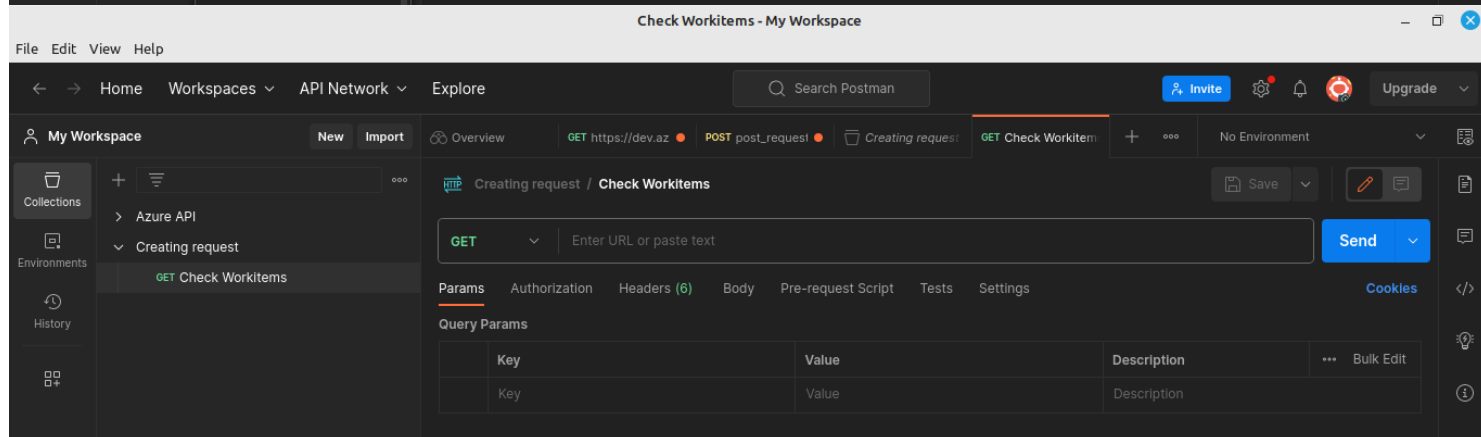 Check Workitems - My Workspace
File Edit View Help
Home Workspaces API Network Explore Search Postman Invite Upgrade
My Workspace New Import Overview GET https://dev.az POST post_request Creating request GET Check Workitem No Environment
Collections
Creating request / Check Workitems Save
Azure API
Creating request
GET Check Workitems
Environments
History
GET Enter URL or paste text Send
Params Authorization Headers (6) Body Pre-request Script Tests Settings Cookies
Query Params
Key Value Description Bulk Edit
Key Value Description